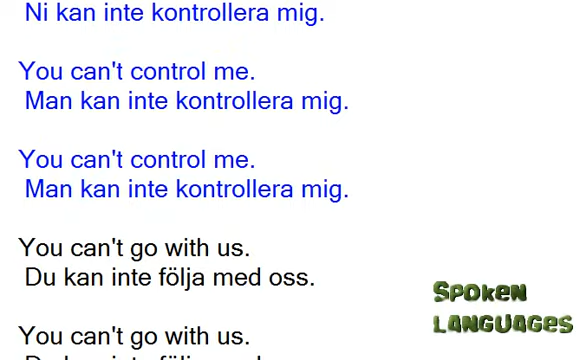 Ni kan inte kontrollera mig.
You can't control me.
Man kan inte kontrollera mig.
You can't control me.
Man kan inte kontrollera mig.
You can't go with us.
Du kan inte följa med oss.
Spoken
Languages
You can't go with us.